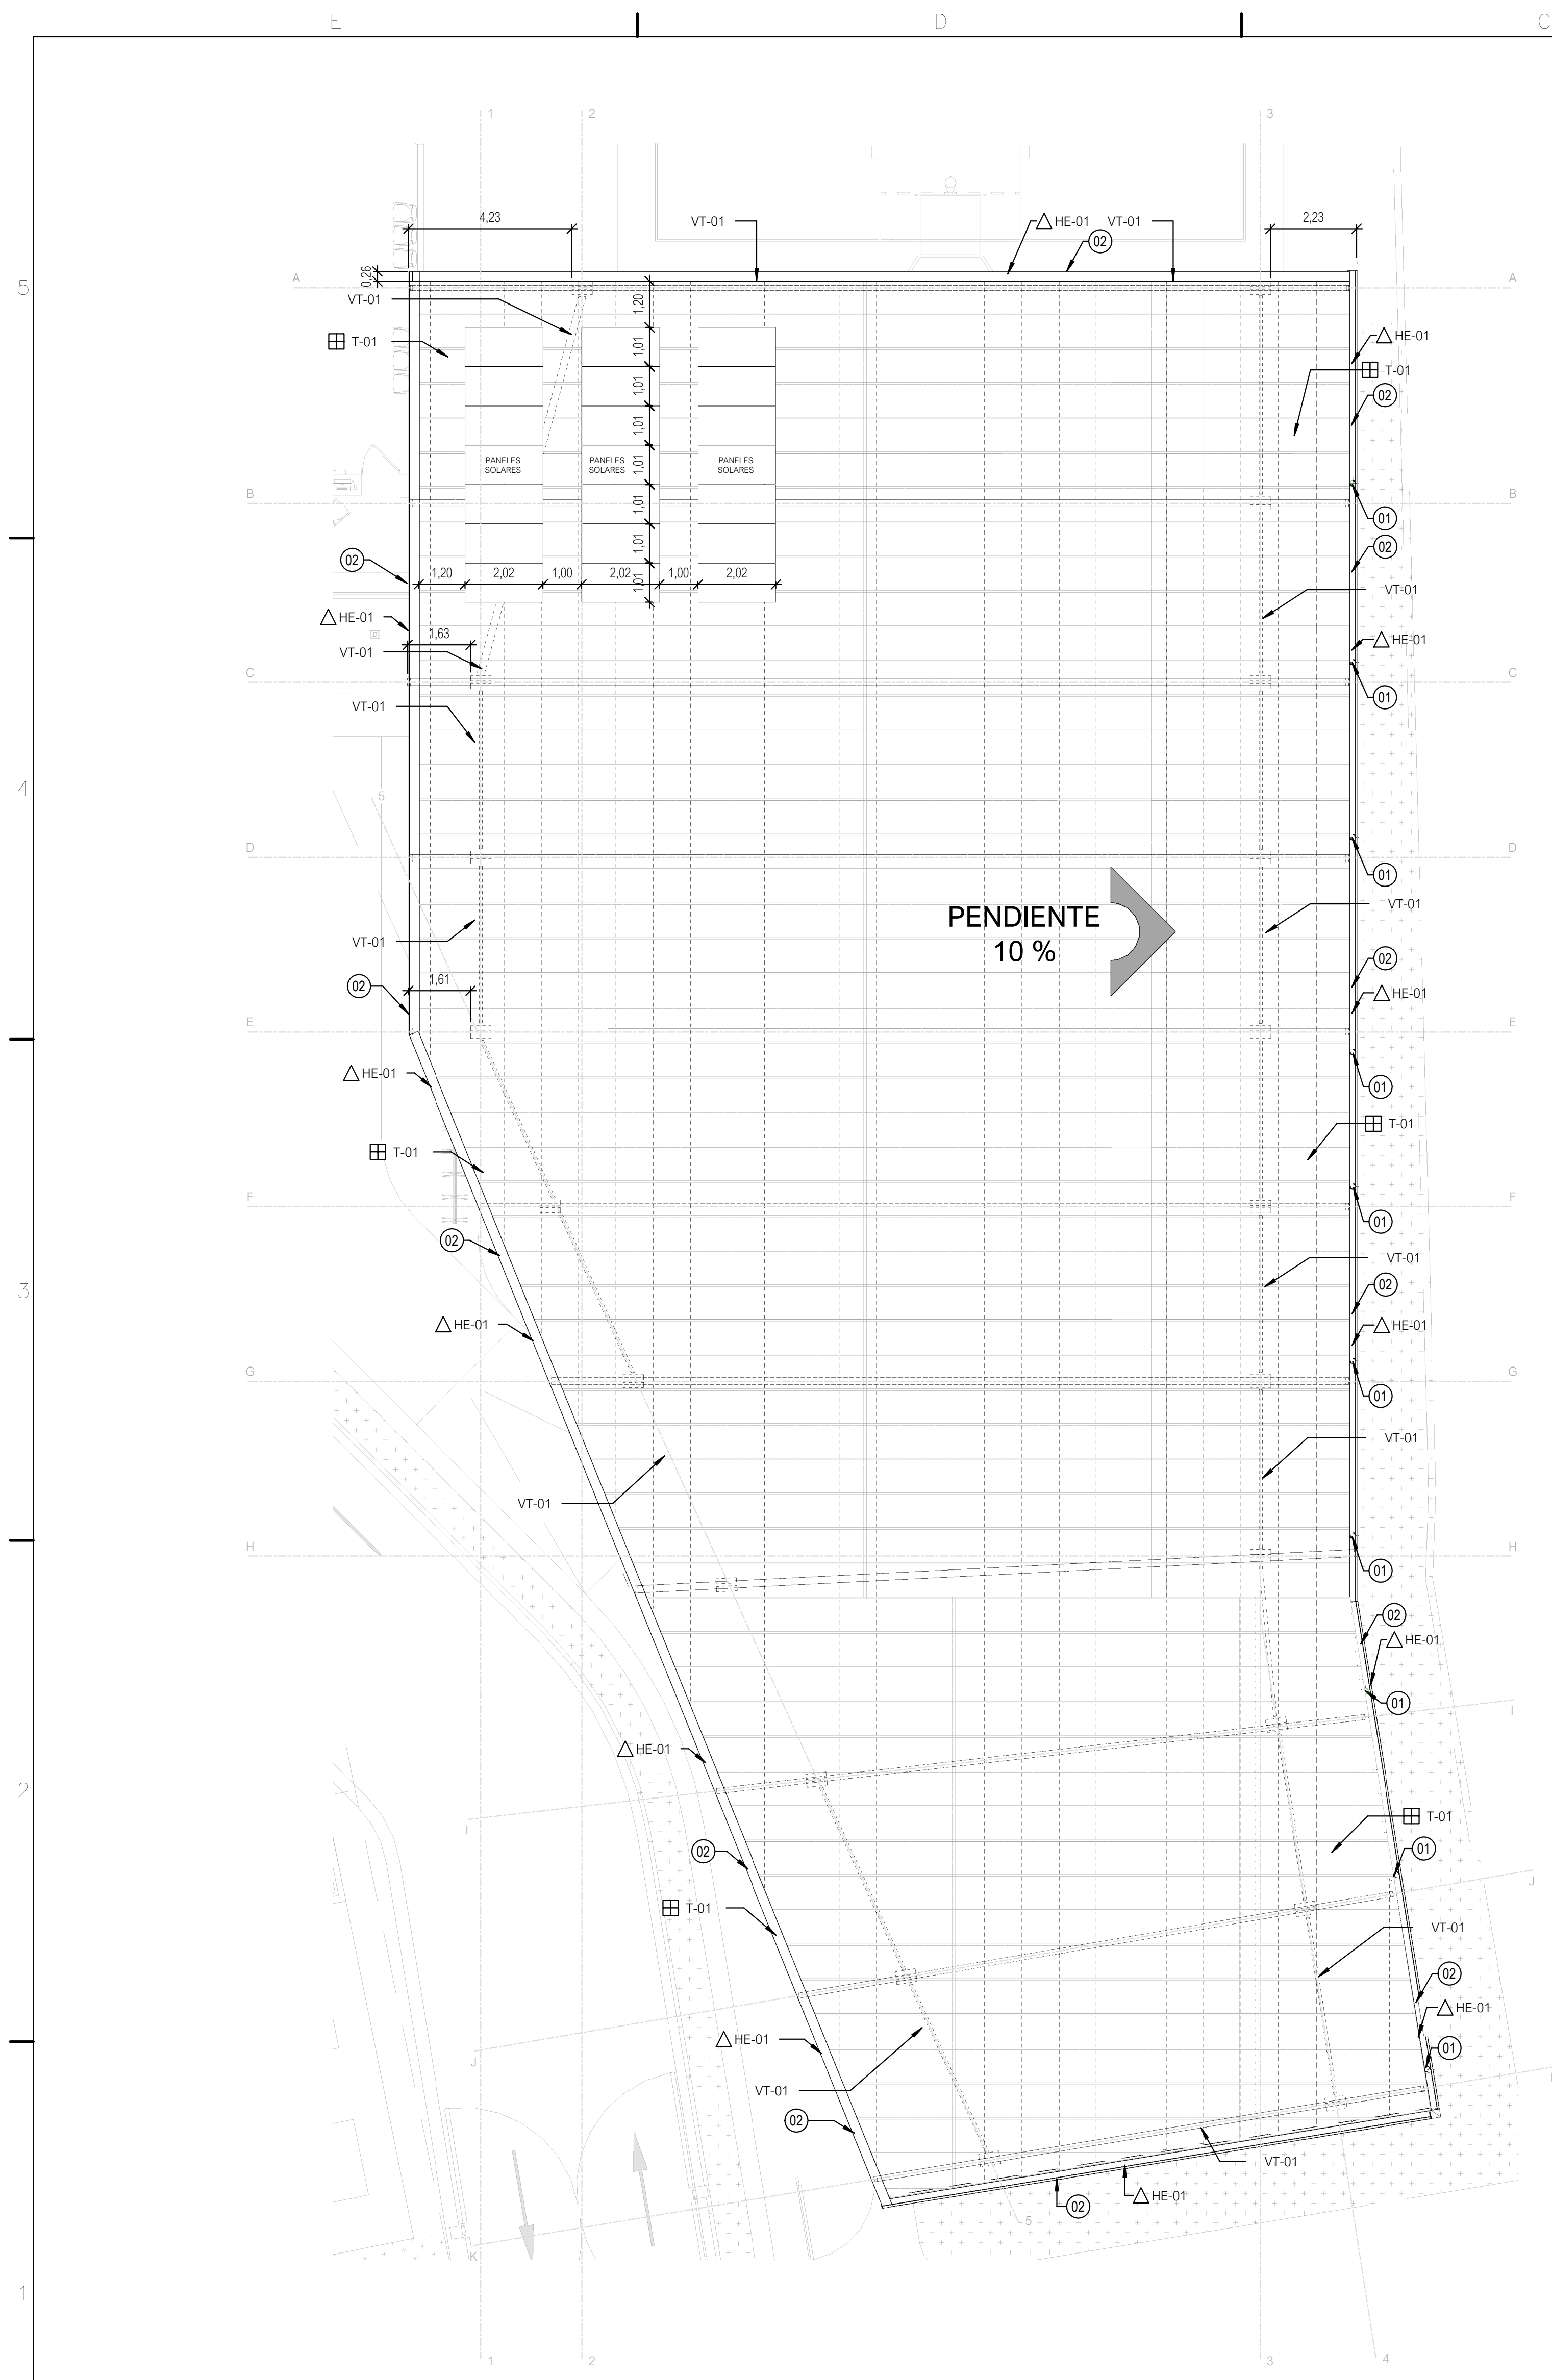 E
D
C
1
2
3
4,23
VT-01
HE-01
VT-01
2,23
02
5
A
0,26
A
VT-01
1,20
T-01
HE-01
1,01
T-01
1,01
02
1,01
PANELES
SOLARES
PANELES
SOLARES
1,01
PANELES
SOLARES
B
B
1,01
01
1,01
02
02
1,20
2,02
1,00
2,02
1,01
1,00
2,02
VT-01
HE-01
1,63
VT-01
HE-01
C
C
01
VT-01
4
5
D
D
01
PENDIENTE
10 %
VT-01
VT-01
02
1,61
02
HE-01
E
E
HE-01
01
T-01
T-01
F
F
01
02
VT-01
3
02
HE-01
HE-01
G
G
01
VT-01
VT-01
H
H
01
02
HE-01
01
I
HE-01
2
I
T-01
02
01
J
T-01
VT-01
02
HE-01
HE-01
J
01
VT-01
02
VT-01
HE-01
02
5
K
1
1
2
3
4